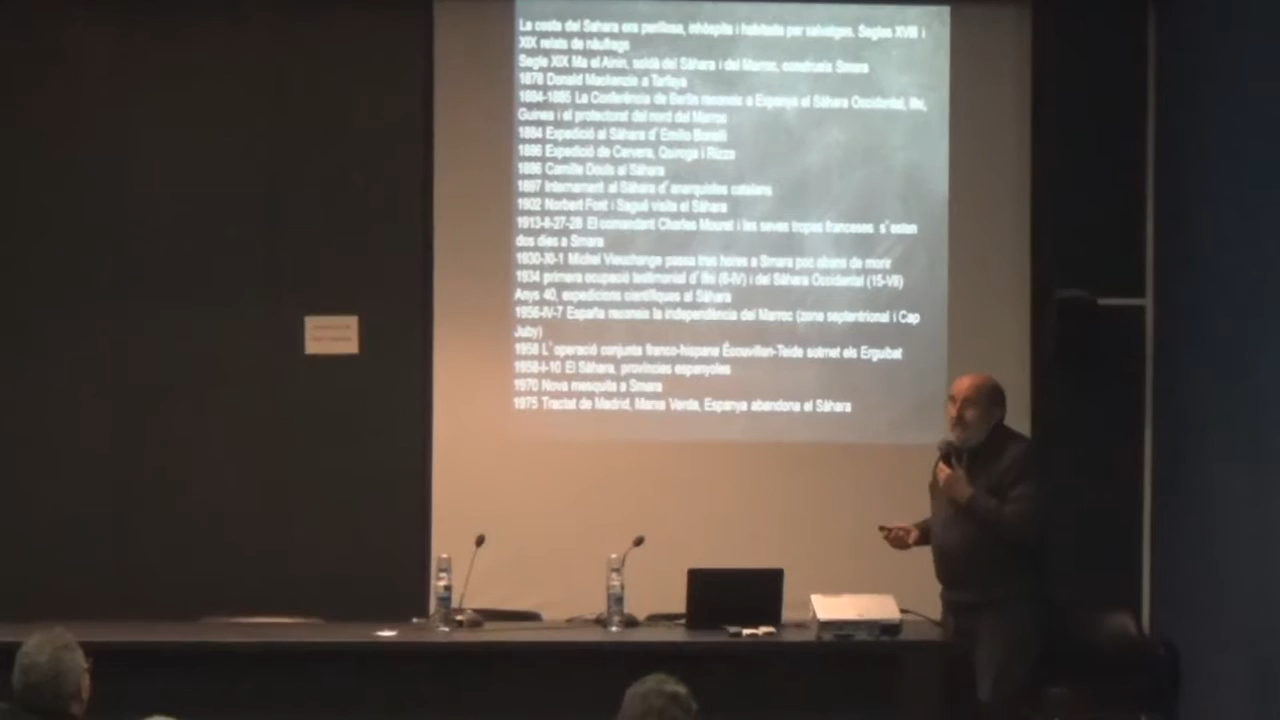 La costa del Sàhara era perillosa, inhòspita i habitada per salvatges. Segles XVIII i
XIX relats de nàufrags
Segle XIX Ma el Ainin, soldà del Sàhara i del Marroc, construeix Smara
1878 Donald Mackenzie a Tarfaya
1884-1885 La Conferència de Berlín reconeix a Espanya el Sàhara Occidental, Ifni,
Guinea i el protectorat del nord del Marroc
1884 Expedició al Sàhara d´Emilio Bonelli
1886 Expedició de Cervera, Quiroga i Rizzo
1886 Camille Douls al Sàhara
1897 Internament al Sàhara d´anarquistes catalans
1902 Norbert Font i Sagué visita el Sàhara
1913-II-27-28 El comandant Charles Mouret i les seves tropas franceses s´estan
dos dies a Smara
1930-XI-1 Michel Vieuchange passa tres hores a Smara poc abans de morir
1934 primera ocupació testimonial d´Ifni (6-IV) i del Sàhara Occidental (15-VII)
Anys 40, expedicions científiques al Sàhara
1956-IV-7 España reconeix la independència del Marroc (zona septentrional i Cap
Juby)
1958 L´operació conjunta franco-hispana Écouvillon-Teide sotmet els Erguibat
1958-I-10 El Sàhara, províncies espanyoles
1970 Nova mesquita a Smara
1975 Tractat de Madrid, Marxa Verda, Espanya abandona el Sàhara